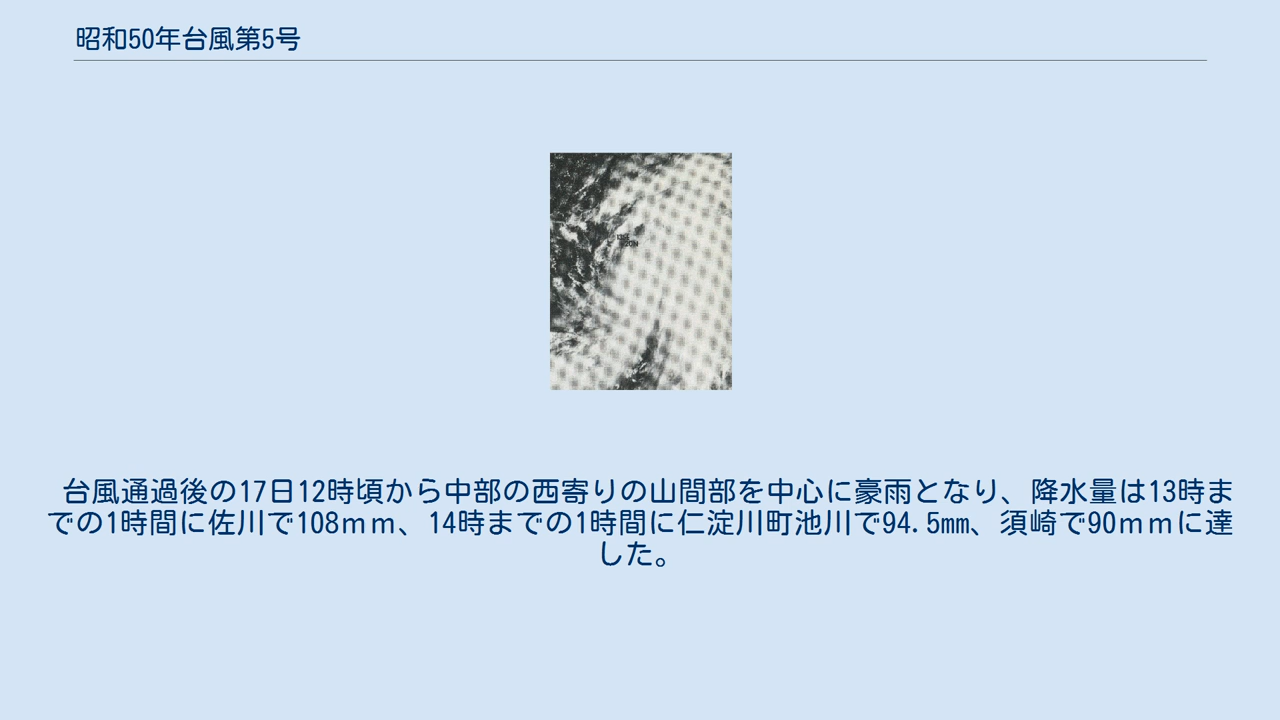 昭和50年台風第5号
台風通過後の17日12時頃から中部の西寄りの山間部を中心に豪雨となり、降水量は13時ま
での1時間に佐川で108ｍｍ、14時までの1時間に仁淀川町池川で94.5㎜、須崎で90ｍｍに達
した。